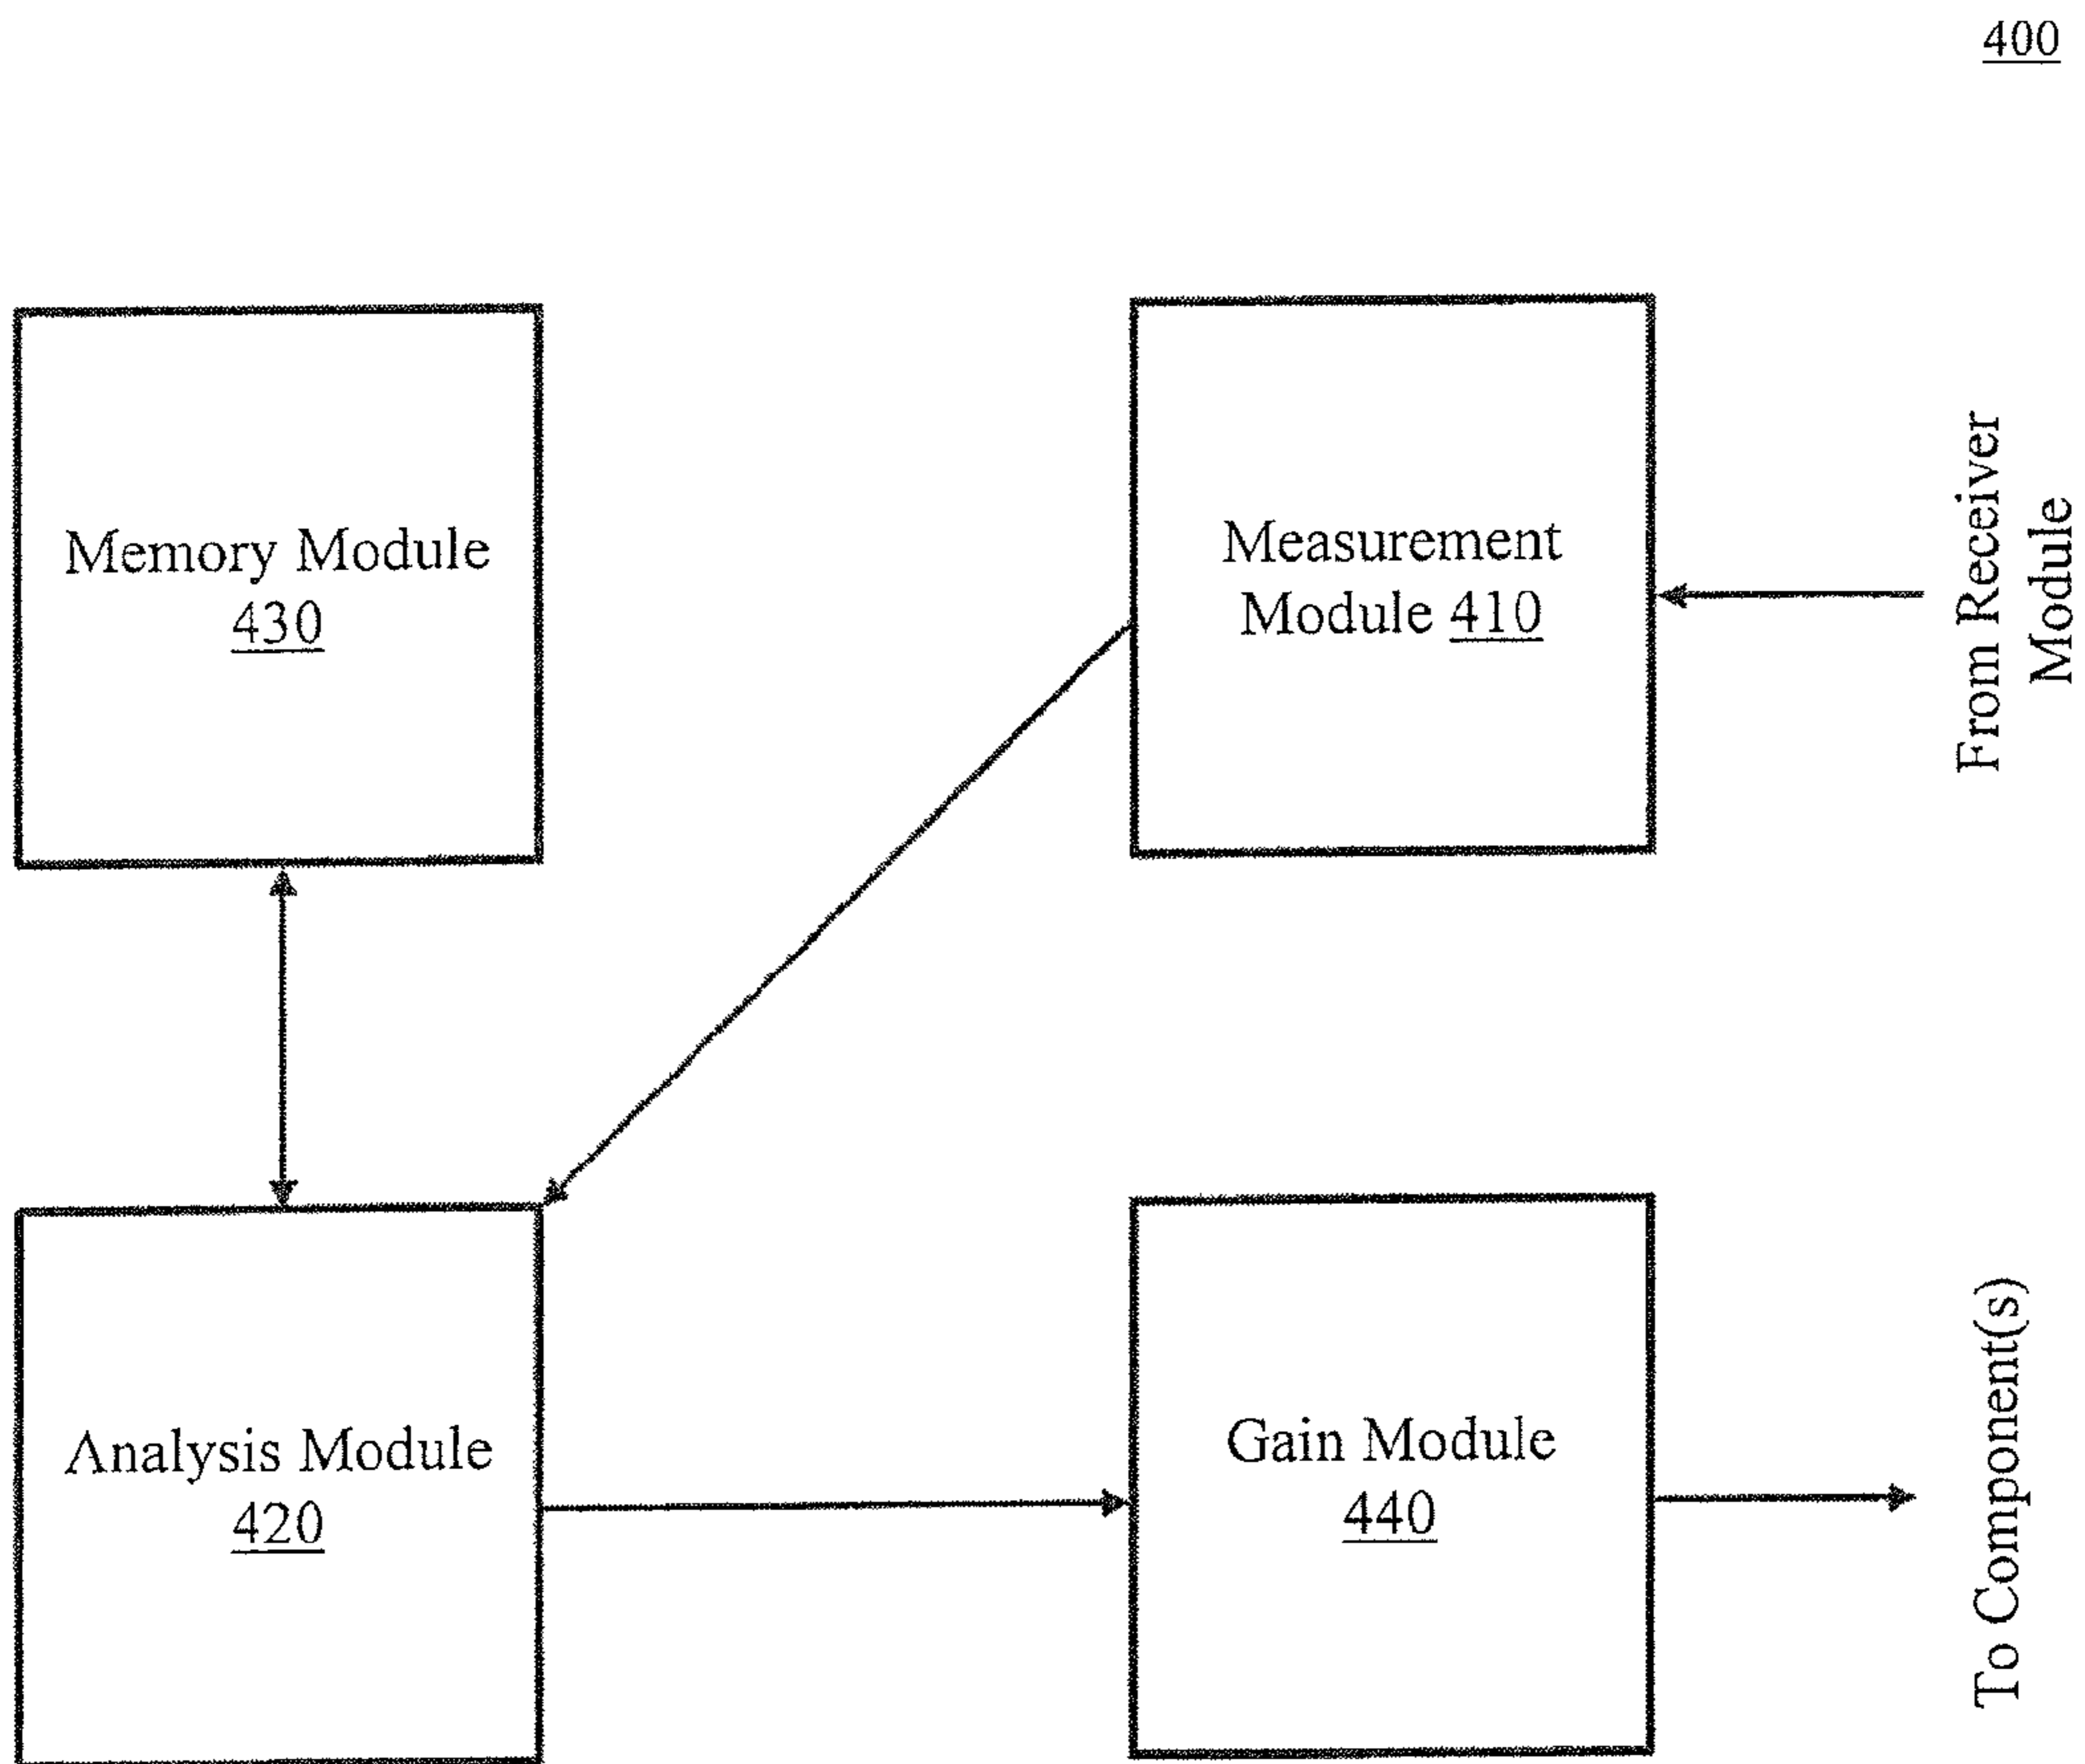 400
Memory Module
430
Measurement
Module 410
From Receiver
Module
Analysis Module
420
Gain Module
440
To Component(s)